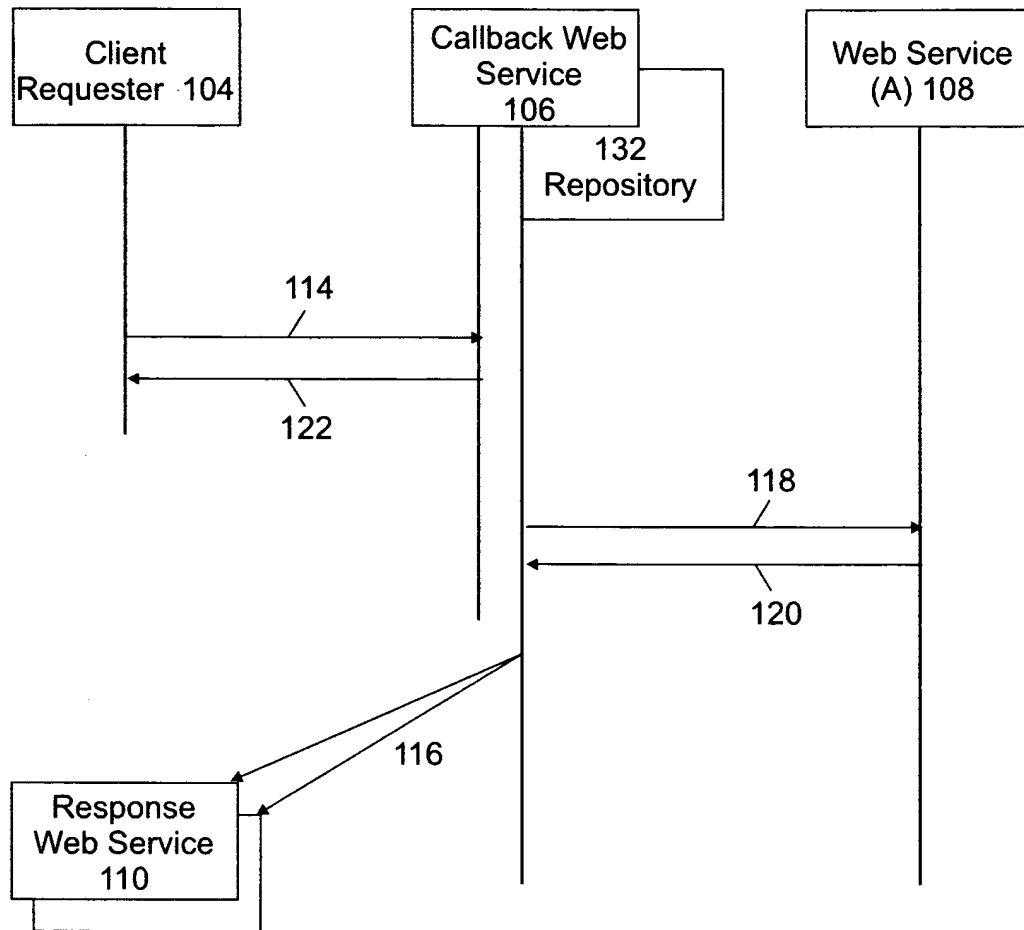 Client
Requester 104
Callback Web
Service
106
Web Service
(A) 108
132
Repository
114
122
118
120
116
Response
Web Service
110